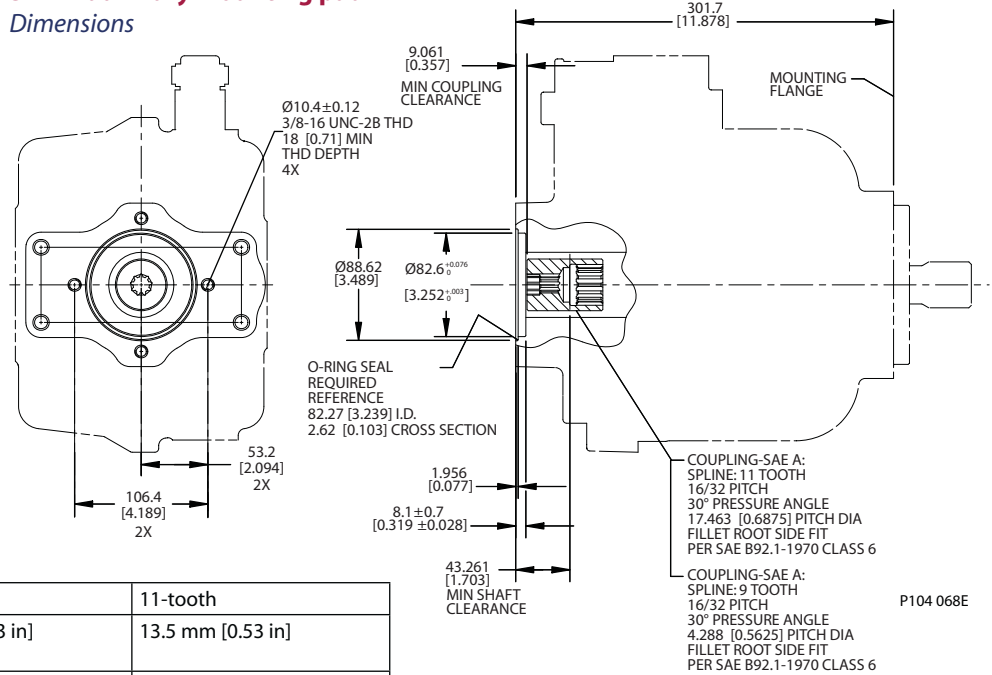 Dimensions
301.7
[11.878]
9.061
[0.357]
MIN COUPLING
CLEARANCE
MOUNTING
FLANGE
Ø10.4±0.12
3/8-16 UNC-2B THD
18 [0.71] MIN
THD DEPTH
4X
Ø88.62
[3.489]
Ø82.6 +0.076 0
[3.252 +.003 0]
O-RING SEAL
REQUIRED
REFERENCE
82.27 [3.239] I.D.
2.62 [0.103] CROSS SECTION
53.2
[2.094]
2X
106.4
[4.189]
2X
1.956
[0.077]
8.1±0.7
[0.319 ±0.028]
43.261
[1.703]
MIN SHAFT
CLEARANCE
COUPLING-SAE A:
SPLINE: 11 TOOTH
16/32 PITCH
30° PRESSURE ANGLE
17.463 [0.6875] PITCH DIA
FILLET ROOT SIDE FIT
PER SAE B92.1-1970 CLASS 6
COUPLING-SAE A:
SPLINE: 9 TOOTH
16/32 PITCH
30° PRESSURE ANGLE
4.288 [0.5625] PITCH DIA
FILLET ROOT SIDE FIT
PER SAE B92.1-1970 CLASS 6
P104 068E
11-tooth
in]
13.5 mm [0.53 in]